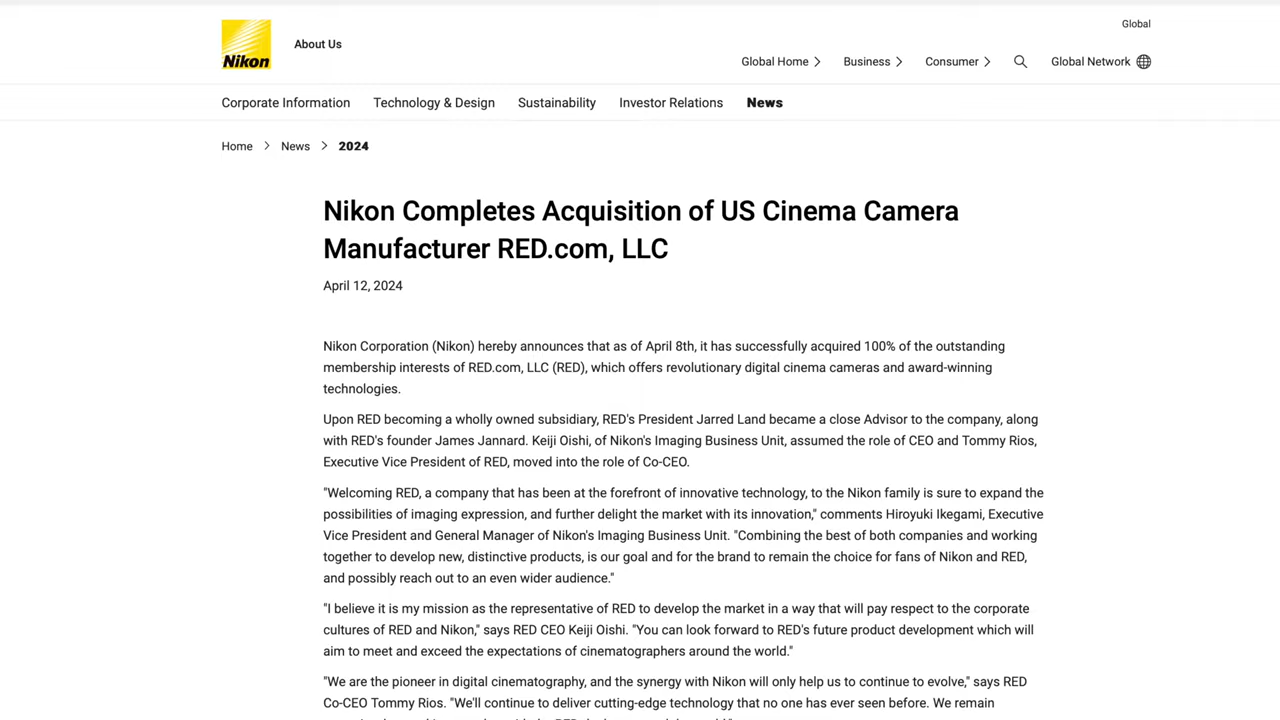 Global
Nikon
About Us
Global Home
Business
Consumer
Global Network
Corporate Information
Technology & Design
Sustainability
Investor Relations
News
Home
News
2024
Nikon Completes Acquisition of US Cinema Camera
Manufacturer RED.com, LLC
April 12, 2024
Nikon Corporation (Nikon) hereby announces that as of April 8th, it has successfully acquired 100% of the outstanding
membership interests of RED.com, LLC (RED), which offers revolutionary digital cinema cameras and award-winning
technologies.
Upon RED becoming a wholly owned subsidiary, RED's President Jarred Land became a close Advisor to the company, along
with RED's founder James Jannard. Keiji Oishi, of Nikon's Imaging Business Unit, assumed the role of CEO and Tommy Rios,
Executive Vice President of RED, moved into the role of Co-CEO.
"Welcoming RED, a company that has been at the forefront of innovative technology, to the Nikon family is sure to expand the
possibilities of imaging expression, and further delight the market with its innovation," comments Hiroyuki Ikegami, Executive
Vice President and General Manager of Nikon's Imaging Business Unit. "Combining the best of both companies and working
together to develop new, distinctive products, is our goal and for the brand to remain the choice for fans of Nikon and RED,
and possibly reach out to an even wider audience."
"I believe it is my mission as the representative of RED to develop the market in a way that will pay respect to the corporate
cultures of RED and Nikon," says RED CEO Keiji Oishi. "You can look forward to RED's future product development which will
aim to meet and exceed the expectations of cinematographers around the world."
"We are the pioneer in digital cinematography, and the synergy with Nikon will only help us to continue to evolve," says RED
Co-CEO Tommy Rios. "We'll continue to deliver cutting-edge technology that no one has ever seen before. We remain